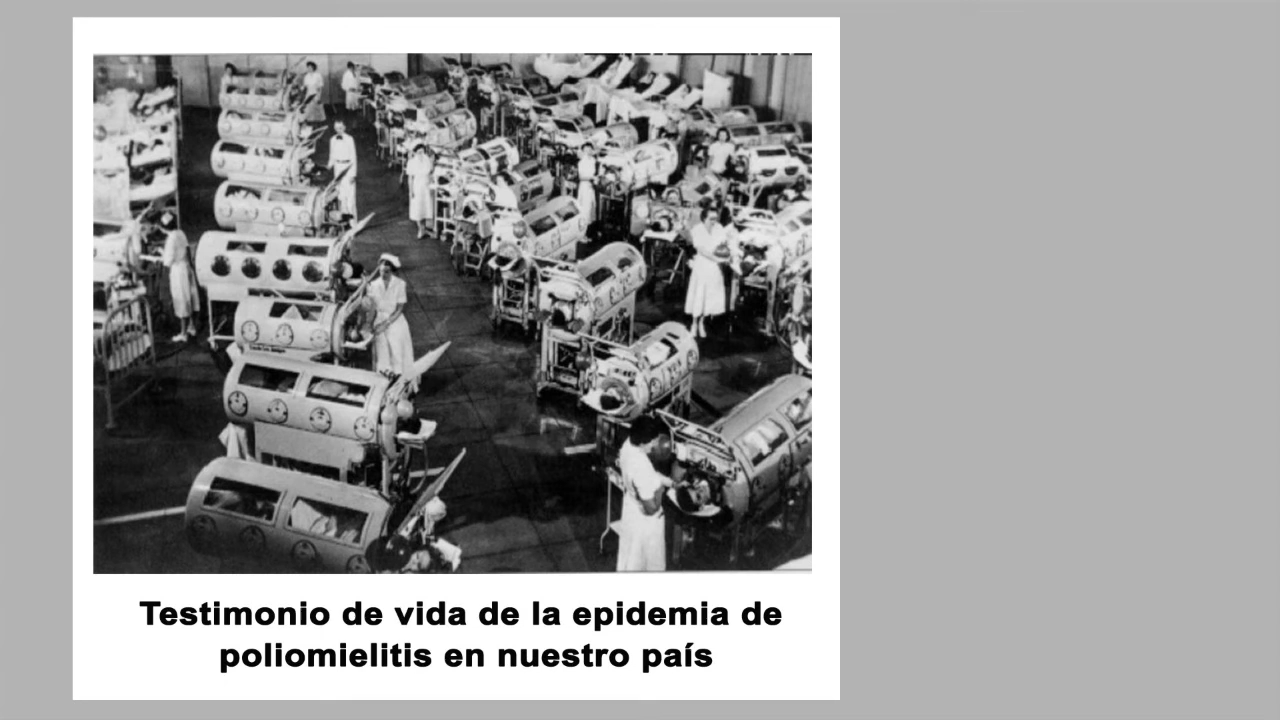 Testimonio de vida de la epidemia de
poliomielitis en nuestro país